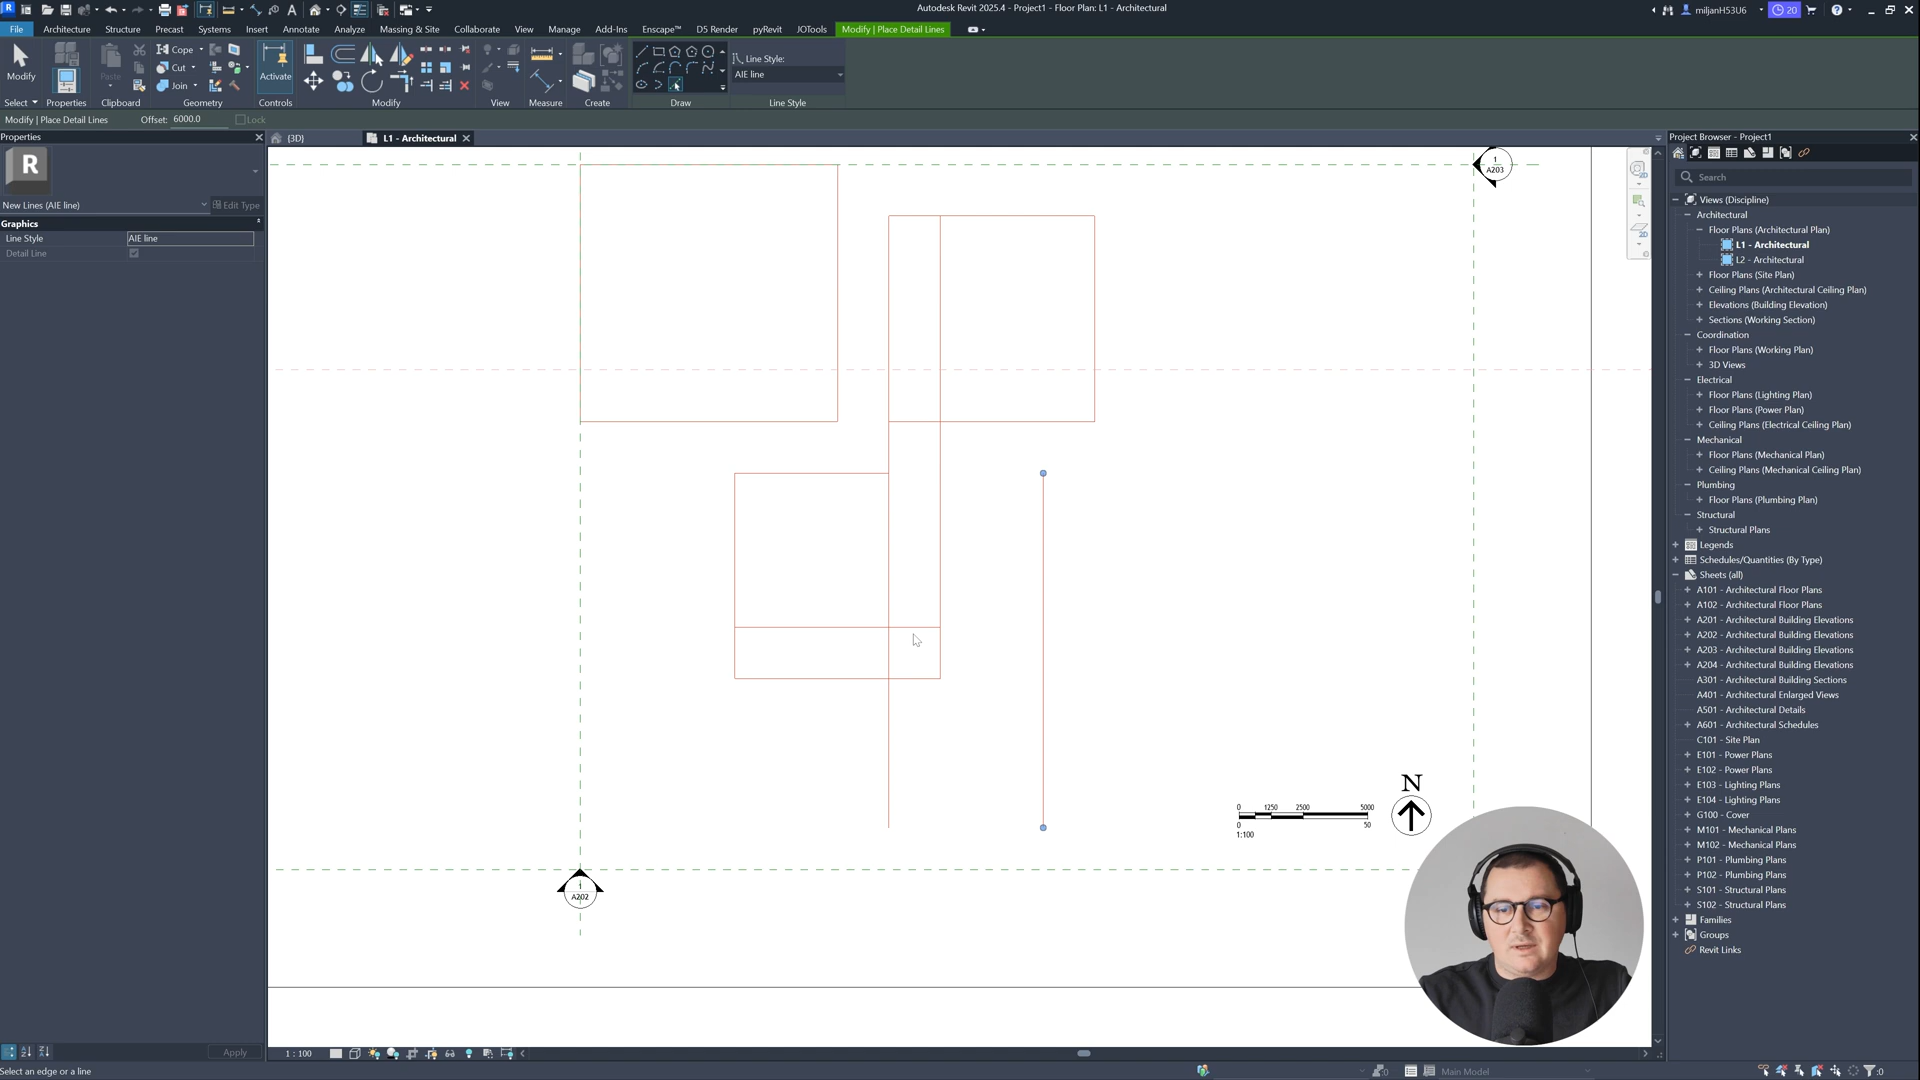 Autodesk Revit 2025.4 - Project1 - Floor Plan: L1 - Architectural
miljanH53U6
20
File Architecture Structure Precast Systems Insert Annotate Analyze Massing & Site Collaborate View Manage Add-Ins Enscape™ D5 Render pyRevit JOTools Modify | Place Detail Lines
Modify
Paste
Cope
Cut
Join
Activate
Line Style:
AIE line
Select Properties Clipboard Geometry Controls Modify View Measure Create Draw Line Style
Modify | Place Detail Lines Offset: 6000.0 Lock
Properties
{3D}
L1 - Architectural
Project Browser - Project1
R
New Lines (AIE line)
Edit Type
Graphics
Line Style AIE line
Detail Line
Apply
1
A203
1
A202
N
0 1250 2500 5000
0 50
1:100
Search
Views (Discipline)
Architectural
Floor Plans (Architectural Plan)
L1 - Architectural
L2 - Architectural
Floor Plans (Site Plan)
Ceiling Plans (Architectural Ceiling Plan)
Elevations (Building Elevation)
Sections (Working Section)
Coordination
Floor Plans (Working Plan)
3D Views
Electrical
Floor Plans (Lighting Plan)
Floor Plans (Power Plan)
Ceiling Plans (Electrical Ceiling Plan)
Mechanical
Floor Plans (Mechanical Plan)
Ceiling Plans (Mechanical Ceiling Plan)
Plumbing
Floor Plans (Plumbing Plan)
Structural
Structural Plans
Legends
Schedules/Quantities (By Type)
Sheets (all)
A101 - Architectural Floor Plans
A102 - Architectural Floor Plans
A201 - Architectural Building Elevations
A202 - Architectural Building Elevations
A203 - Architectural Building Elevations
A204 - Architectural Building Elevations
A301 - Architectural Building Sections
A401 - Architectural Enlarged Views
A501 - Architectural Details
A601 - Architectural Schedules
C101 - Site Plan
E101 - Power Plans
E102 - Power Plans
E103 - Lighting Plans
E104 - Lighting Plans
G100 - Cover
M101 - Mechanical Plans
M102 - Mechanical Plans
P101 - Plumbing Plans
P102 - Plumbing Plans
S101 - Structural Plans
S102 - Structural Plans
Families
Groups
Revit Links
1 : 100
Select an edge or a line
:0
Main Model
:0